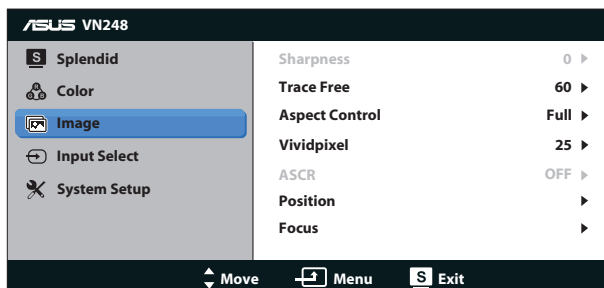 ASUS VN248
S Splendid
Color
Image
Input Select
System Setup
Sharpness 0
Trace Free 60
Aspect Control Full
Vividpixel 25
ASCR OFF
Position
Focus
Move Menu S Exit